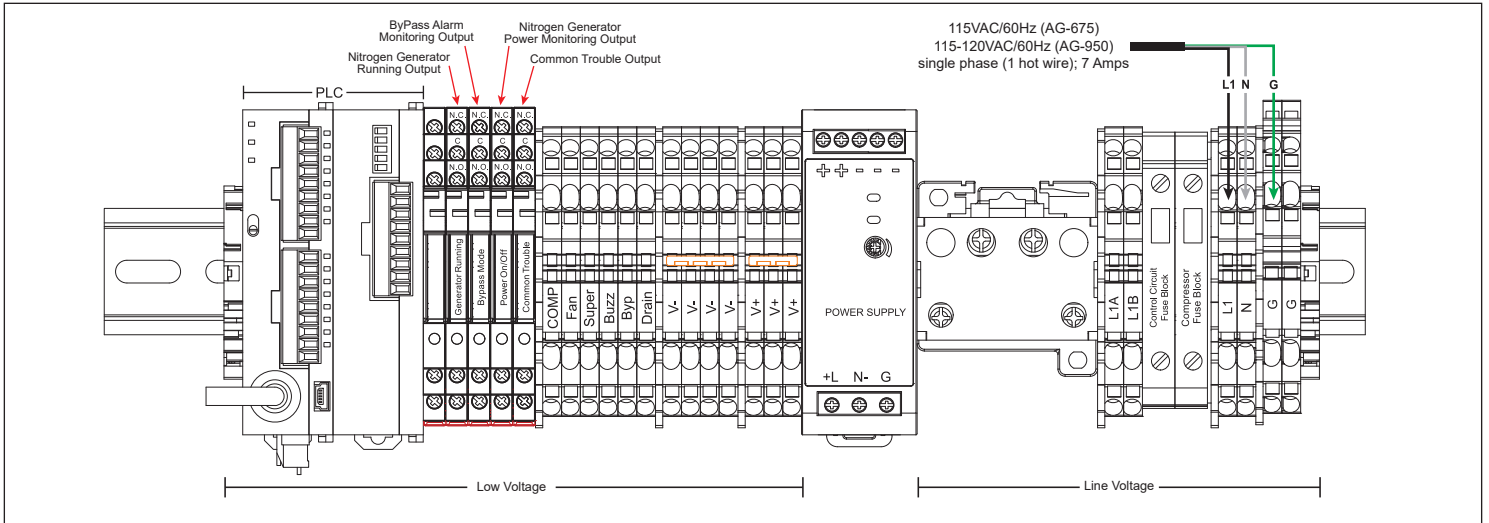 ByPass Alarm
Monitoring Output
Nitrogen Generator
Power Monitoring Output
Nitrogen Generator
Running Output
Common Trouble Output
115VAC/60Hz (AG-675)
115-120VAC/60Hz (AG-950)
single phase (1 hot wire); 7 Amps
PLC
L1 N G
N.C. N.C. N.C. N.C.
C C C C
N.O. N.O. N.O. N.O.
Generator Running
Bypass Mode
Power On/Off
Common Trouble
COMP
Fan
Super
Buzz
Byp
Drain
V-
V-
V-
V-
V+
V+
V+
+ + - - -
POWER SUPPLY
+L N- G
L1A
L1B
Control Circuit
Fuse Block
Compressor
Fuse Block
L1
N
G
G
Low Voltage
Line Voltage